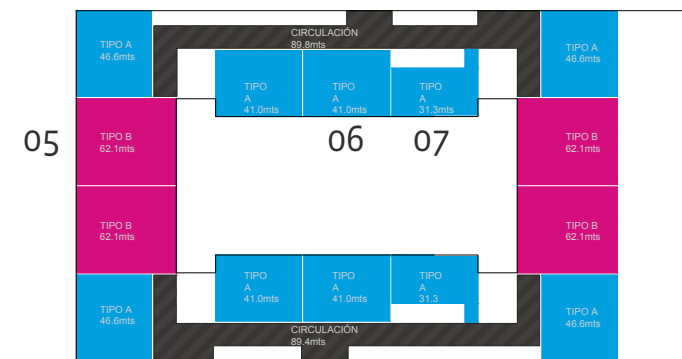 CIRCULACIÓN
89.8mts
TIPO A
46.6mts
TIPO A
46.6mts
TIPO
A
41.0mts
TIPO
A
41.0mts
TIPO
A
31.3mts
05
TIPO B
62.1mts
06
07
TIPO B
62.1mts
TIPO B
62.1mts
TIPO B
62.1mts
TIPO
A
41.0mts
TIPO
A
41.0mts
TIPO
A
31.3
TIPO A
46.6mts
TIPO A
46.6mts
CIRCULACIÓN
89.4mts